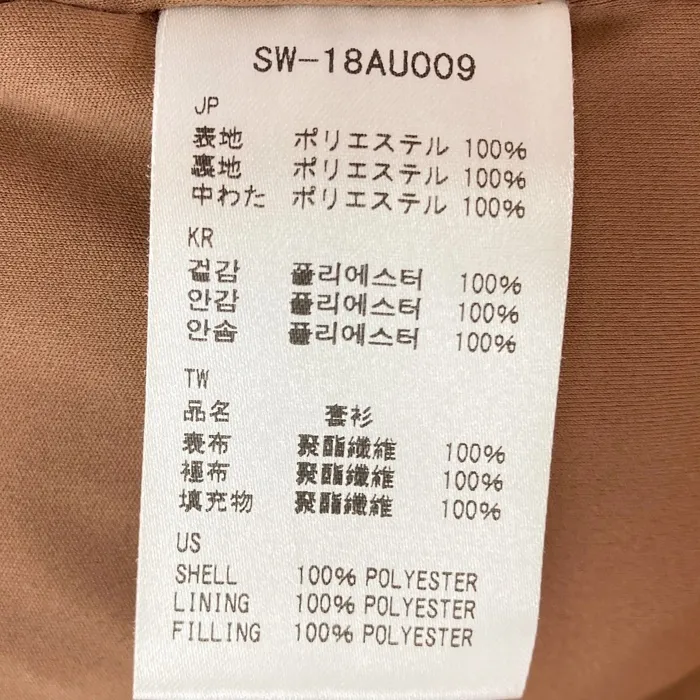 SW-18AU009
JP
表地 ポリエステル 100%
裏地 ポリエステル 100%
中わた ポリエステル 100%
KR
겉감 폴리에스터 100%
안감 폴리에스터 100%
안솜 폴리에스터 100%
TW
品名 套衫
表布 聚酯纖維 100%
裡布 聚酯纖維 100%
填充物 聚酯纖維 100%
US
SHELL 100% POLYESTER
LINING 100% POLYESTER
FILLING 100% POLYESTER